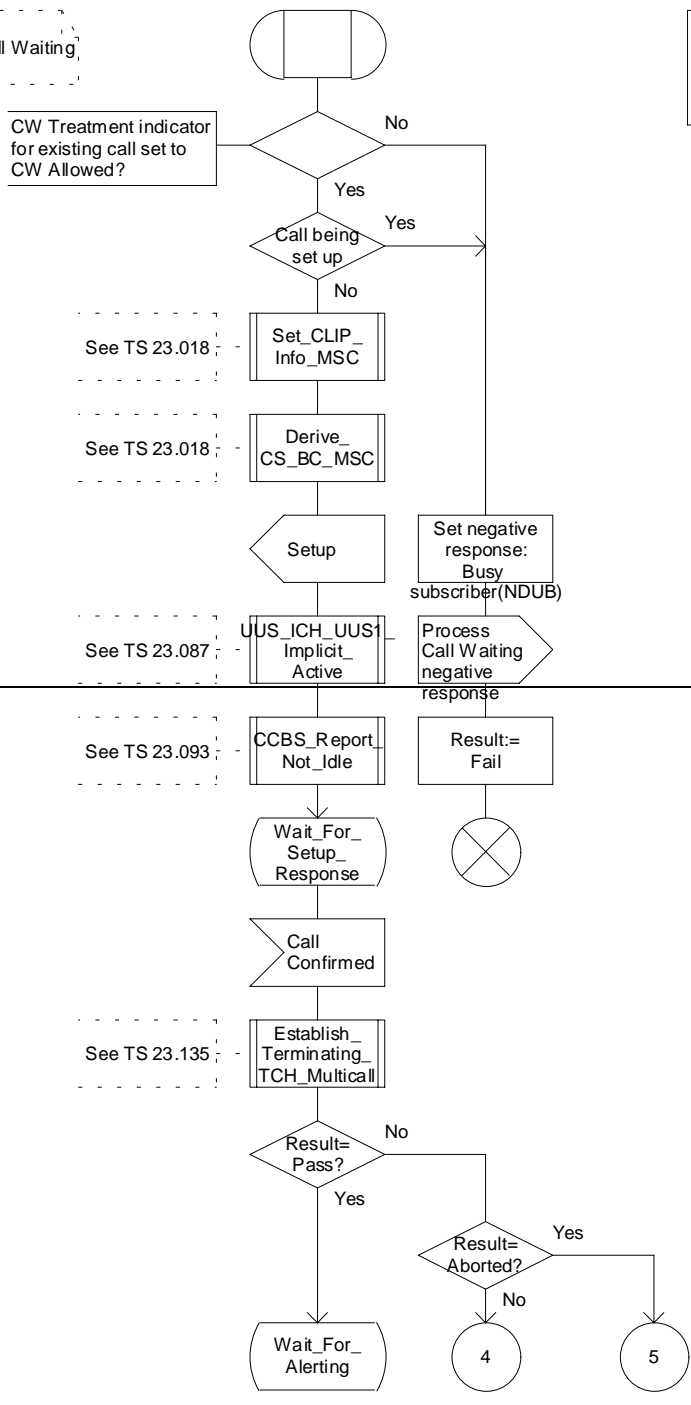 ll Waiting
CW Treatment indicator
for existing call set to
CW Allowed?
No
Yes
Call being
set up
Yes
No
See TS 23.018
Set_CLIP_
Info_MSC
See TS 23.018
Derive_
CS_BC_MSC
Setup
Set negative
response:
Busy
subscriber(NDUB)
See TS 23.087
UUS_ICH_UUS1_
Implicit_
Active
Process
Call Waiting
negative
response
See TS 23.093
CCBS_Report_
Not_Idle
Result:=
Fail
Wait_For_
Setup_
Response
Call
Confirmed
See TS 23.135
Establish_
Terminating_
TCH_Multicall
Result=
Pass?
No
Yes
Result=
Aborted?
Yes
No
Wait_For_
Alerting
4
5